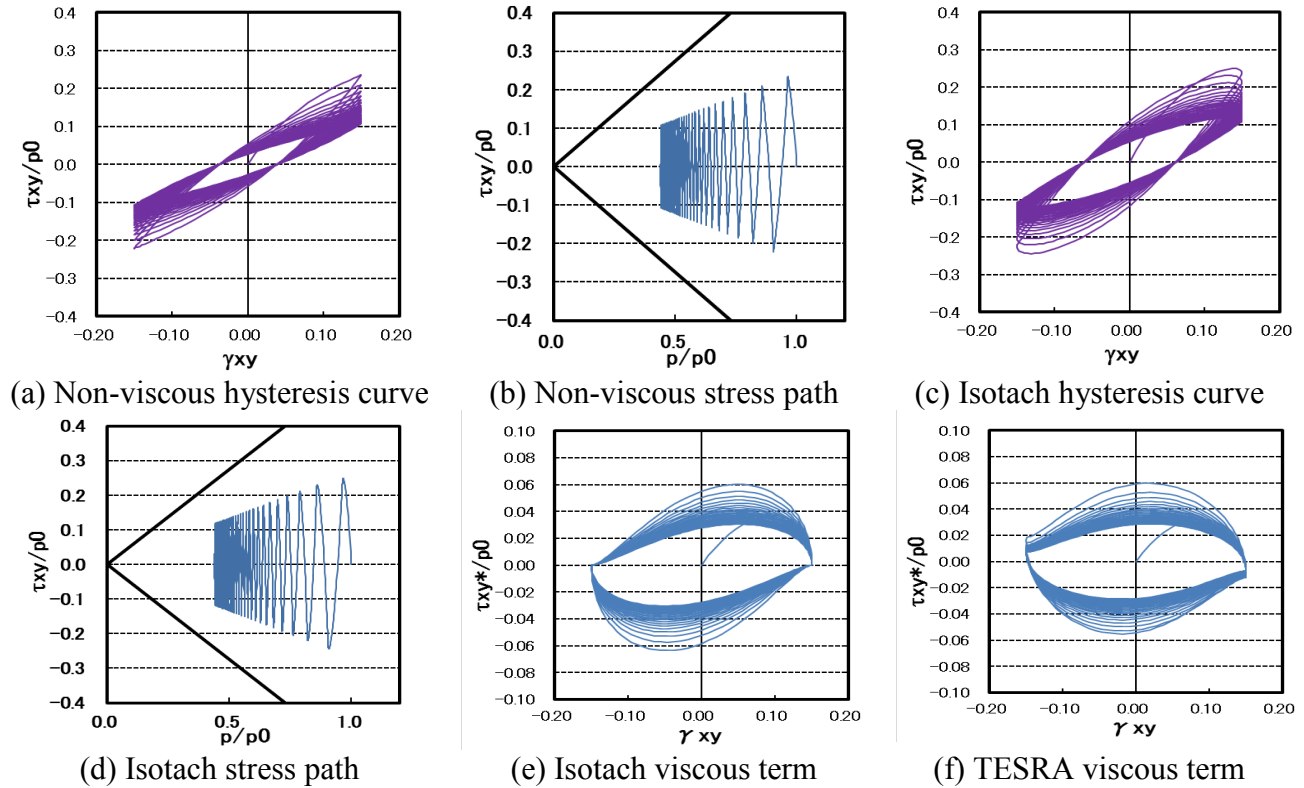 0.4
0.3
0.2
0.1
0.0
−0.1
−0.2
−0.3
−0.4
τxy/p0
−0.20 −0.10 0.00 0.10 0.20
γxy
(a) Non-viscous hysteresis curve
0.4
0.3
0.2
0.1
0.0
−0.1
−0.2
−0.3
−0.4
τxy/p0
0.0 0.5 1.0
p/p0
(b) Non-viscous stress path
0.4
0.3
0.2
0.1
0.0
−0.1
−0.2
−0.3
−0.4
τxy/p0
−0.20 −0.10 0.00 0.10 0.20
γxy
(c) Isotach hysteresis curve
0.4
0.3
0.2
0.1
0.0
−0.1
−0.2
−0.3
−0.4
τxy/p0
0.0 0.5 1.0
p/p0
(d) Isotach stress path
0.10
0.08
0.06
0.04
0.02
0.00
−0.02
−0.04
−0.06
−0.08
−0.10
τxy*/p0
−0.20 −0.10 0.00 0.10 0.20
γ xy
(e) Isotach viscous term
0.10
0.08
0.06
0.04
0.02
0.00
−0.02
−0.04
−0.06
−0.08
−0.10
τxy*/p0
−0.20 −0.10 0.00 0.10 0.20
γ xy
(f) TESRA viscous term